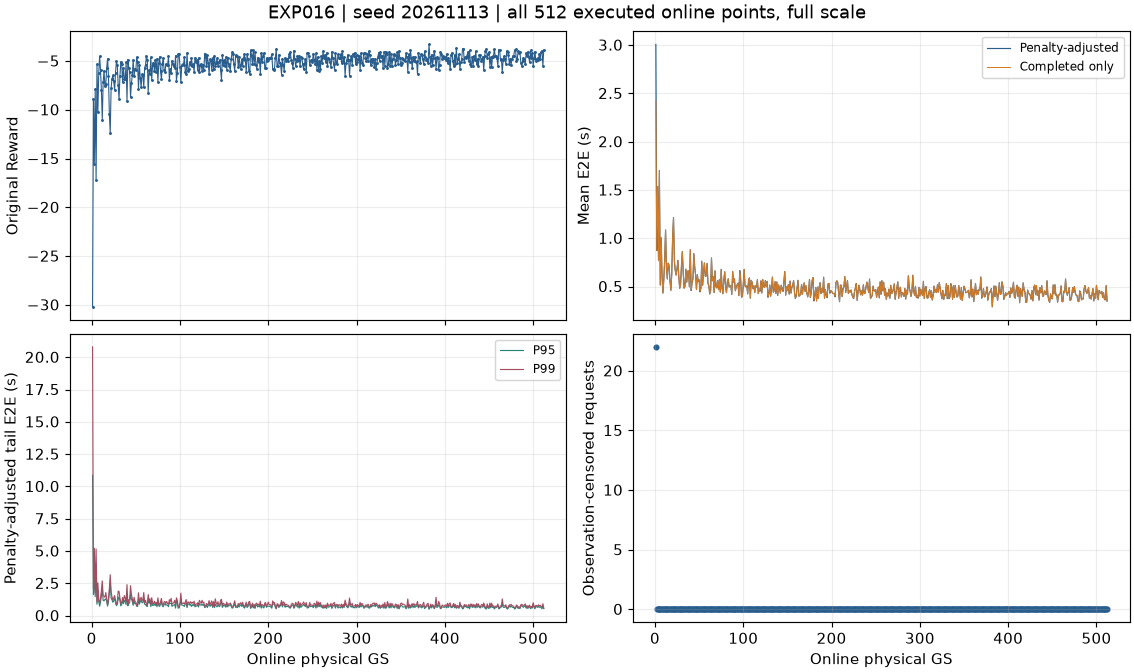 EXP016 | seed 20261113 | all 512 executed online points, full scale
Original Reward
−5
−10
−15
−20
−25
−30
Mean E2E (s)
3.0
2.5
2.0
1.5
1.0
0.5
Penalty-adjusted
Completed only
Penalty-adjusted tail E2E (s)
20.0
17.5
15.0
12.5
10.0
7.5
5.0
2.5
0.0
P95
P99
0 100 200 300 400 500
Online physical GS
Observation-censored requests
20
15
10
5
0
0 100 200 300 400 500
Online physical GS